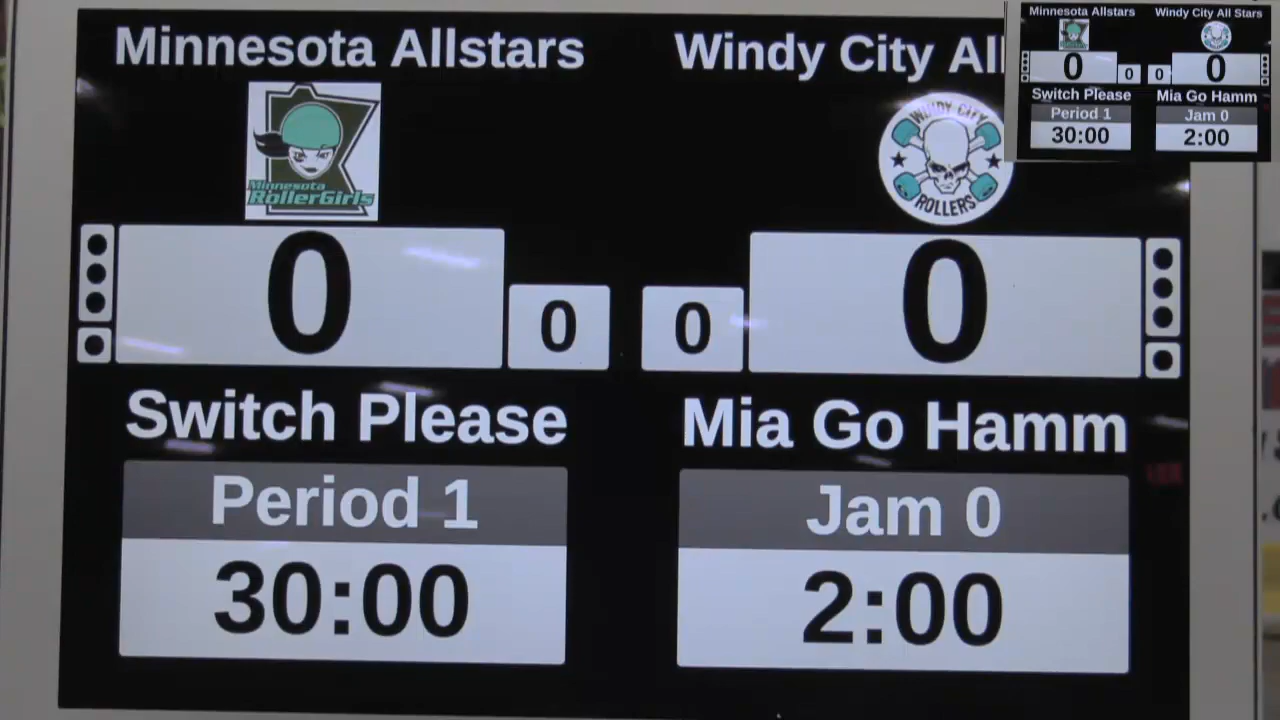 Minnesota Allstars
Windy City All
Minnesota
RollerGirls
WINDY CITY
ROLLERS
0
0
0
0
Switch Please
Mia Go Hamm
Period 1
Jam 0
30:00
2:00
Minnesota Allstars
Windy City All Stars
0
0
0
0
Switch Please
Mia Go Hamm
Period 1
Jam 0
30:00
2:00